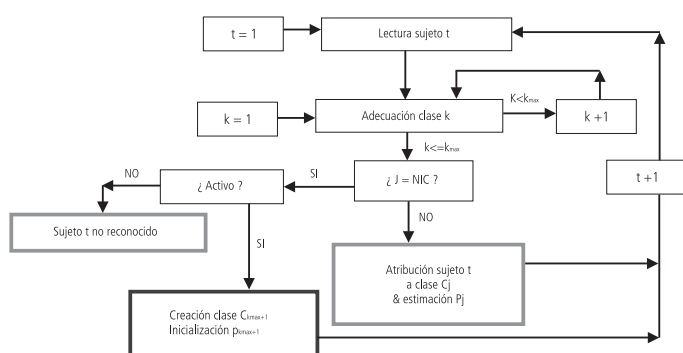 t = 1
Lectura sujeto t
k = 1
Adecuación clase k
K<kmax
k +1
k<=kmax
t +1
¿ Activo ?
SI
¿ J = NIC ?
NO
Sujeto t no reconocido
SI
NO
Atribución sujeto t
a clase Cj
& estimación Pj
Creación clase Ckmax+1
Inicialización pkmax+1